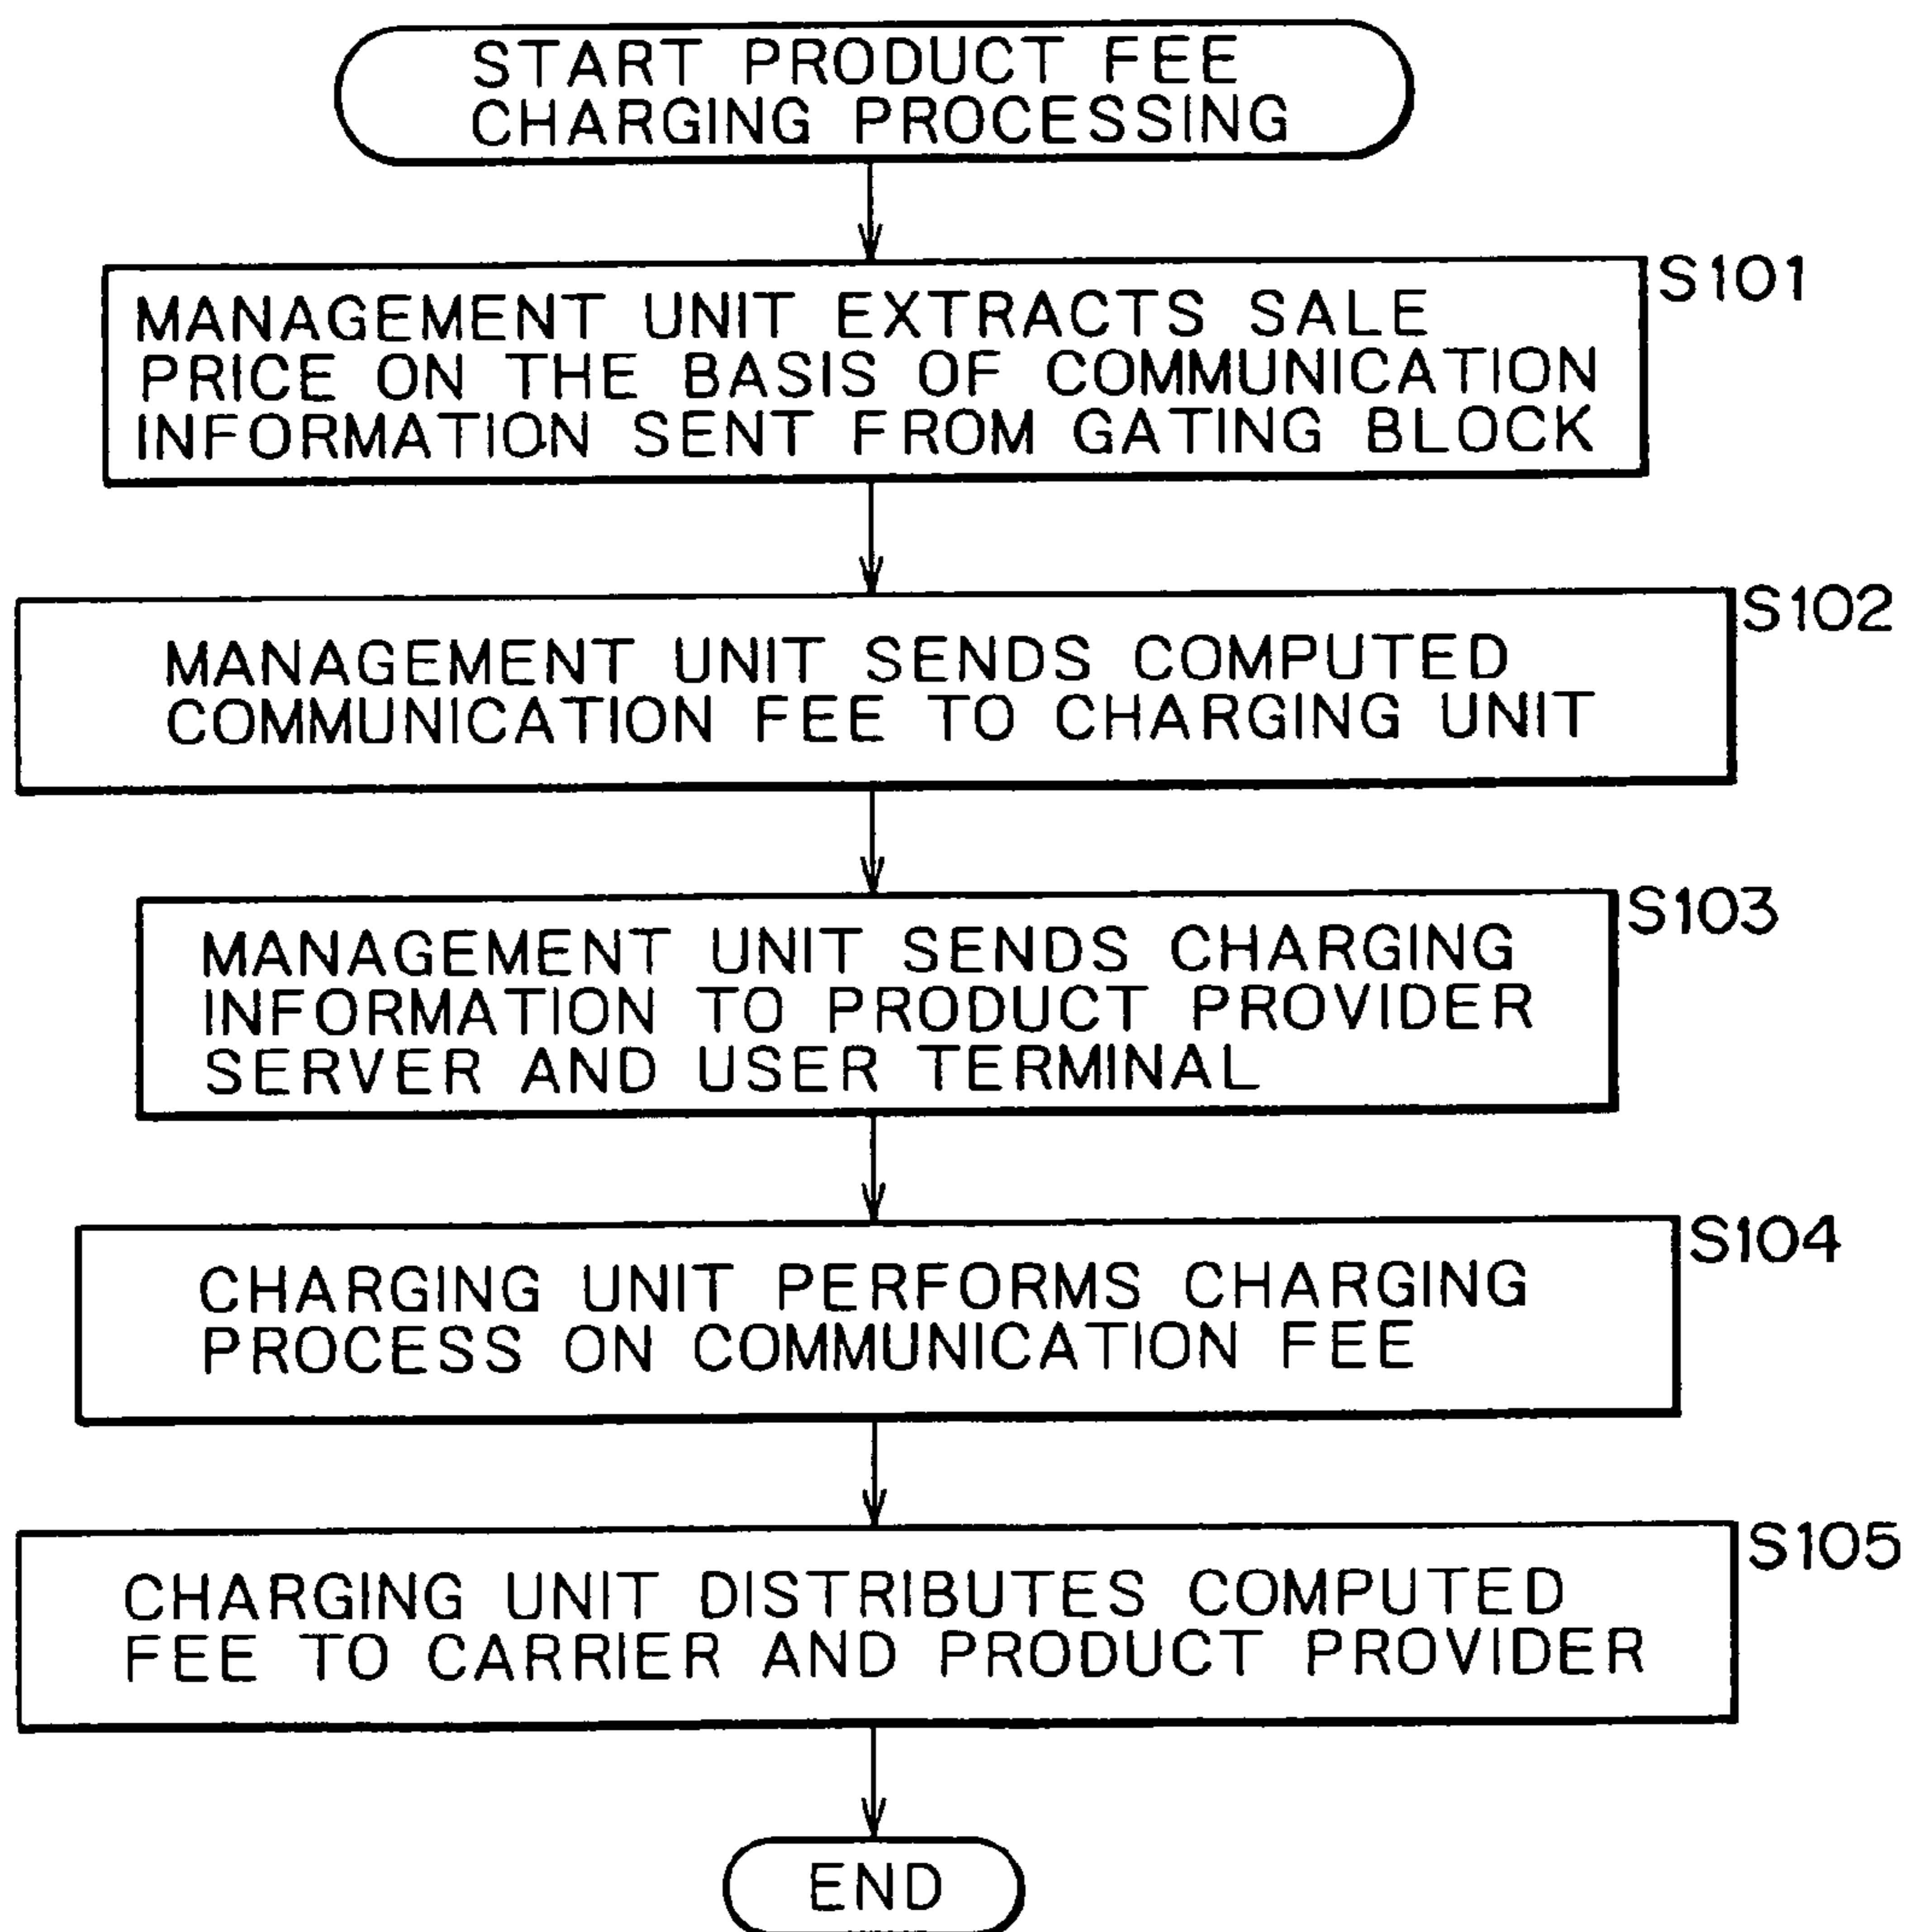 START PRODUCT FEE
CHARGING PROCESSING
S101
MANAGEMENT UNIT EXTRACTS SALE
PRICE ON THE BASIS OF COMMUNICATION
INFORMATION SENT FROM GATING BLOCK
S102
MANAGEMENT UNIT SENDS COMPUTED
COMMUNICATION FEE TO CHARGING UNIT
S103
MANAGEMENT UNIT SENDS CHARGING
INFORMATION TO PRODUCT PROVIDER
SERVER AND USER TERMINAL
S104
CHARGING UNIT PERFORMS CHARGING
PROCESS ON COMMUNICATION FEE
S105
CHARGING UNIT DISTRIBUTES COMPUTED
FEE TO CARRIER AND PRODUCT PROVIDER
END